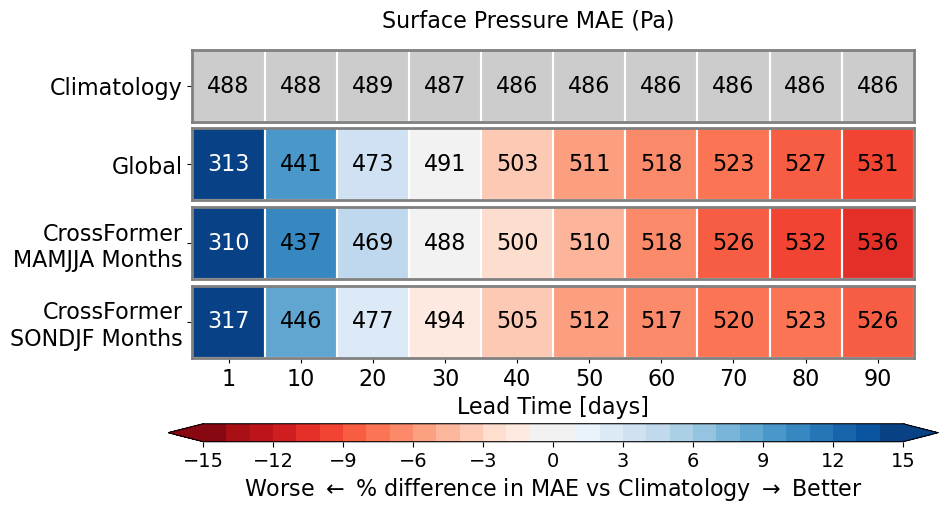 Surface Pressure MAE (Pa)
Climatology 488 488 489 487 486 486 486 486 486 486
Global 313 441 473 491 503 511 518 523 527 531
CrossFormer
MAMJJA Months 310 437 469 488 500 510 518 526 532 536
CrossFormer
SONDJF Months 317 446 477 494 505 512 517 520 523 526
1 10 20 30 40 50 60 70 80 90
Lead Time [days]
−15 −12 −9 −6 −3 0 3 6 9 12 15
Worse ← % difference in MAE vs Climatology → Better